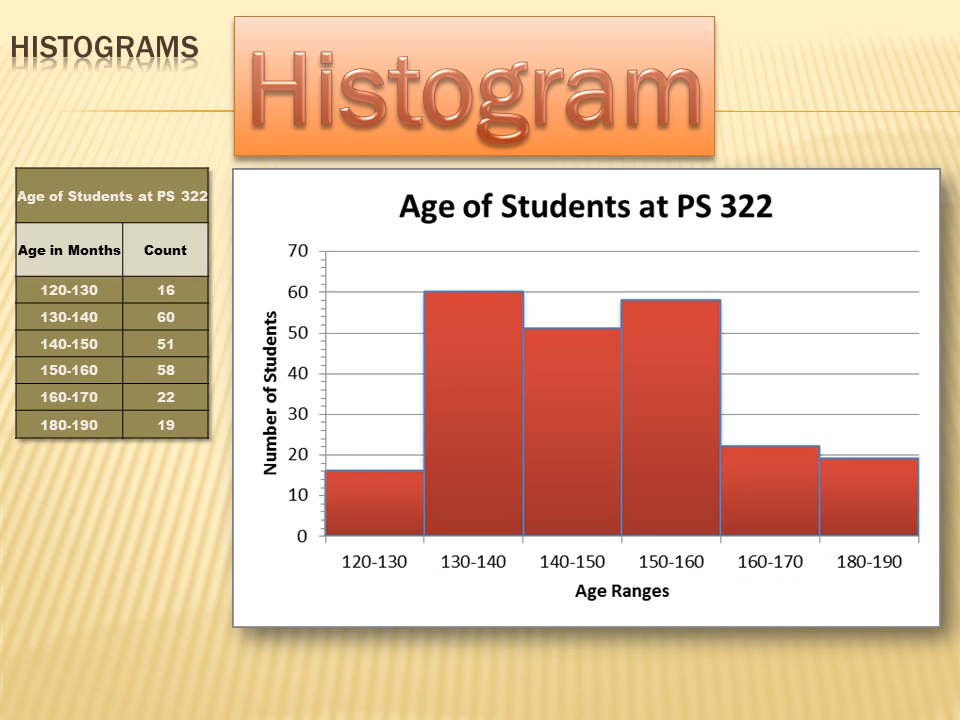 HISTOGRAMS
Histogram
Age of Students at PS 322
Age in Months Count
120-130 16
130-140 60
140-150 51
150-160 58
160-170 22
180-190 19
Age of Students at PS 322
Number of Students
70
60
50
40
30
20
10
0
120-130 130-140 140-150 150-160 160-170 180-190
Age Ranges